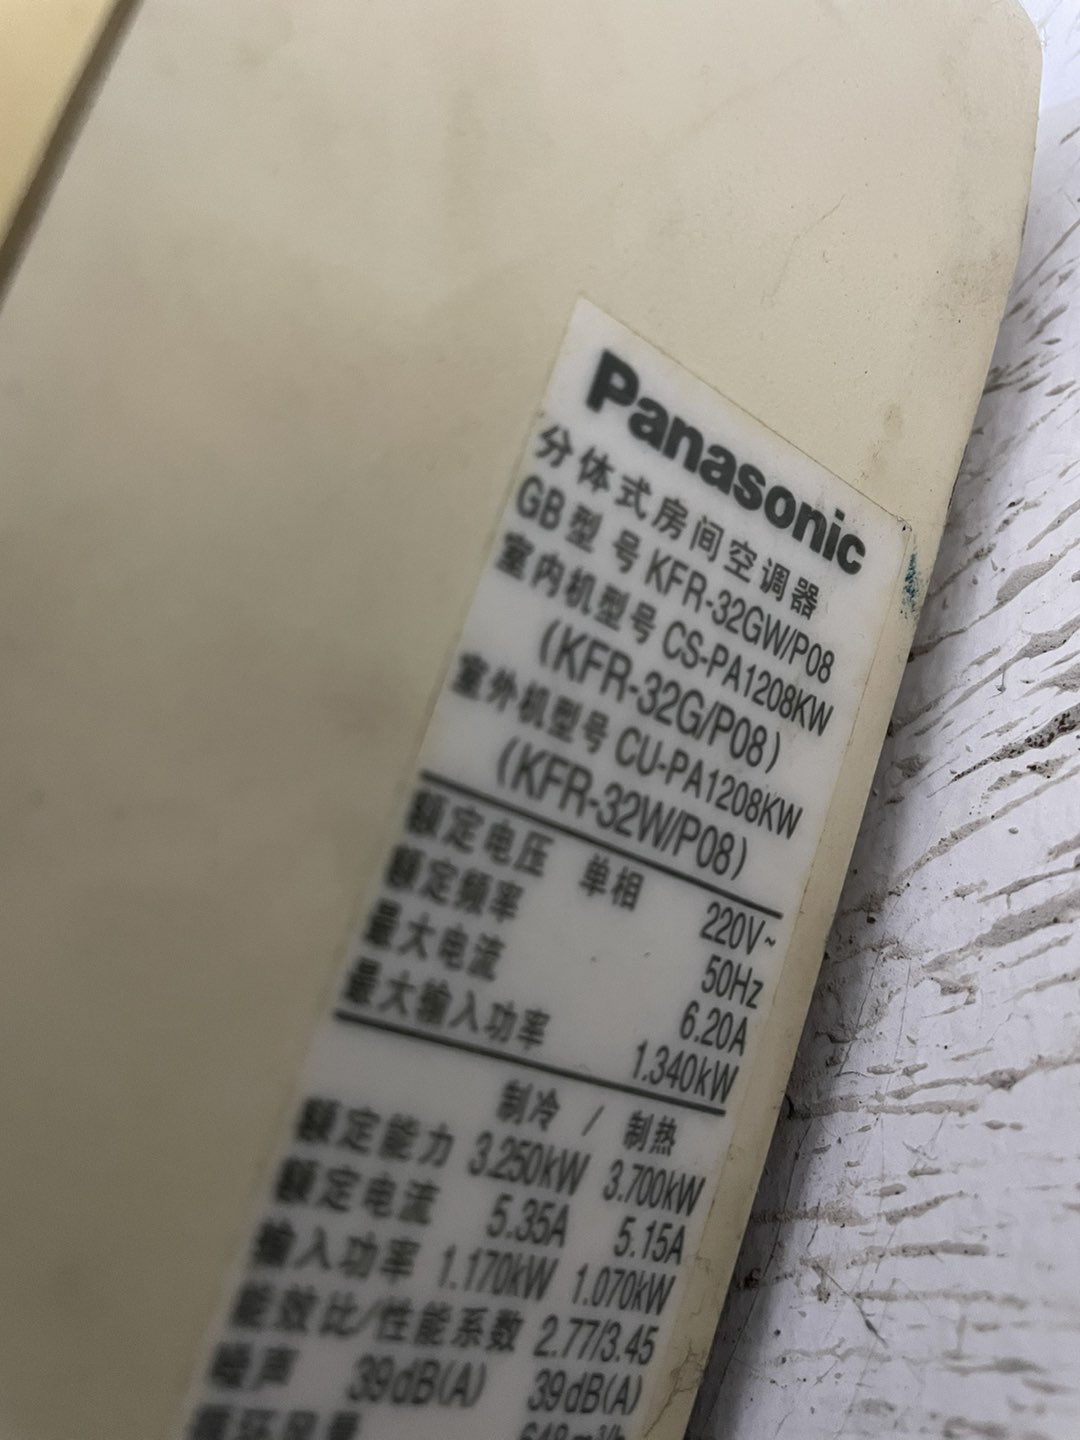 Panasonic
分体式房间空调器
GB型号 KFR-32GW/P08
室内机型号 CS-PA1208KW
(KFR-32G/P08)
室外机型号 CU-PA1208KW
(KFR-32W/P08)
额定电压 单相 220V~
额定频率 50Hz
最大电流 6.20A
最大输入功率 1.340kW
制冷 / 制热
额定能力 3.250kW 3.700kW
额定电流 5.35A 5.15A
输入功率 1.170kW 1.070kW
能效比/性能系数 2.77/3.45
噪声 39dB(A) 39dB(A)
循环风量